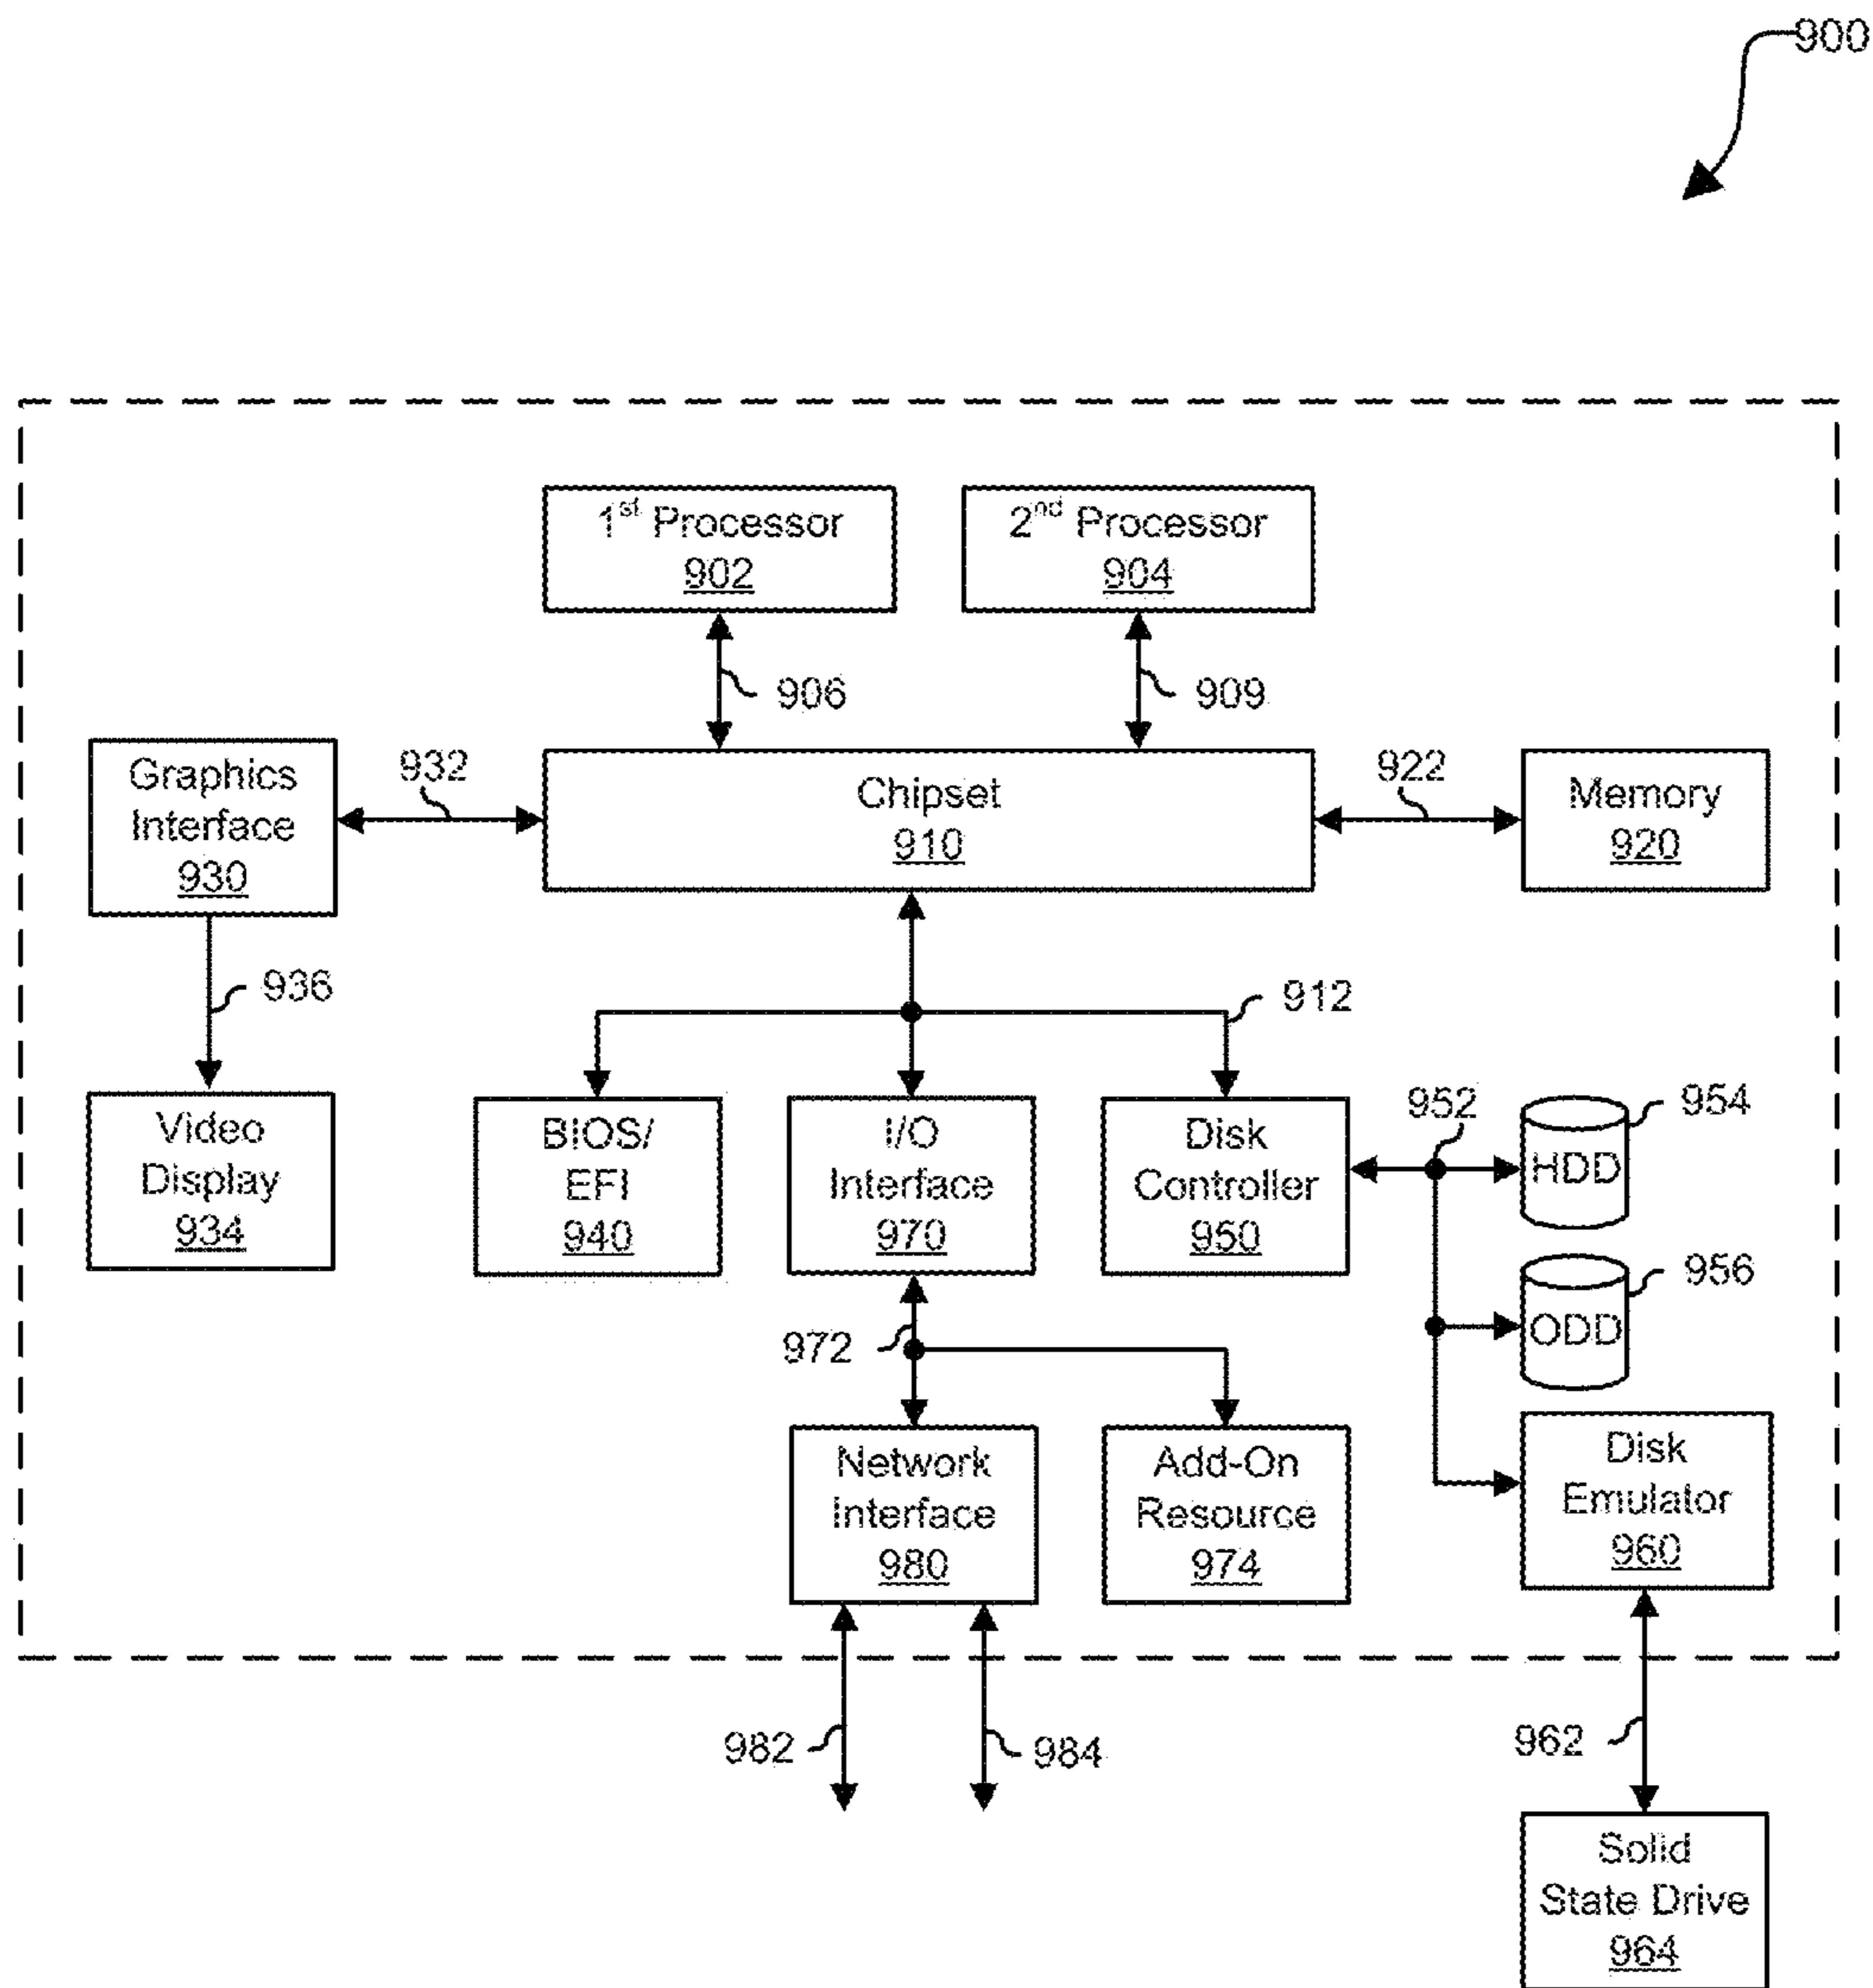 900
1st Processor
902
2nd Processor
904
906
909
Graphics
Interface
930
932
Chipset
910
922
Memory
920
936
912
Video
Display
934
BIOS/
EFI
940
I/O
Interface
970
Disk
Controller
950
952
954
HDD
956
ODD
972
Network
Interface
980
Add-On
Resource
974
Disk
Emulator
960
982
984
962
Solid
State Drive
964